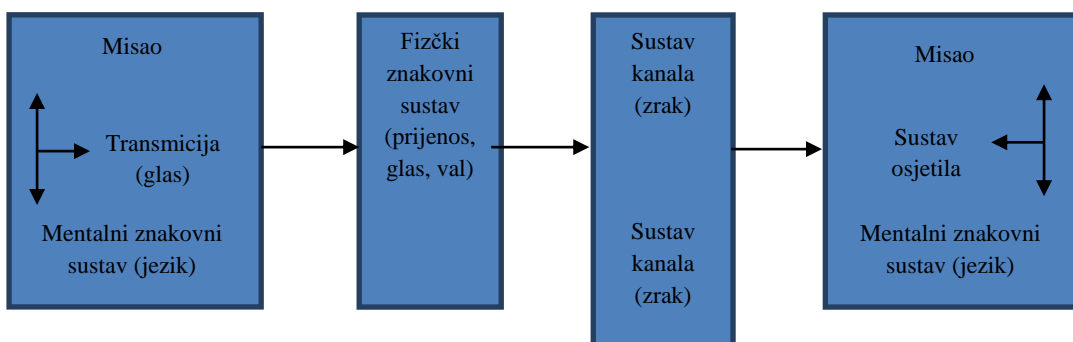 Misao
Transmicija
(glas)
Mentalni znakovni
sustav (jezik)
Fizčki
znakovni
sustav
(prijenos,
glas, val)
Sustav
kanala
(zrak)
Sustav
kanala
(zrak)
Misao
Sustav
osjetila
Mentalni znakovni
sustav (jezik)